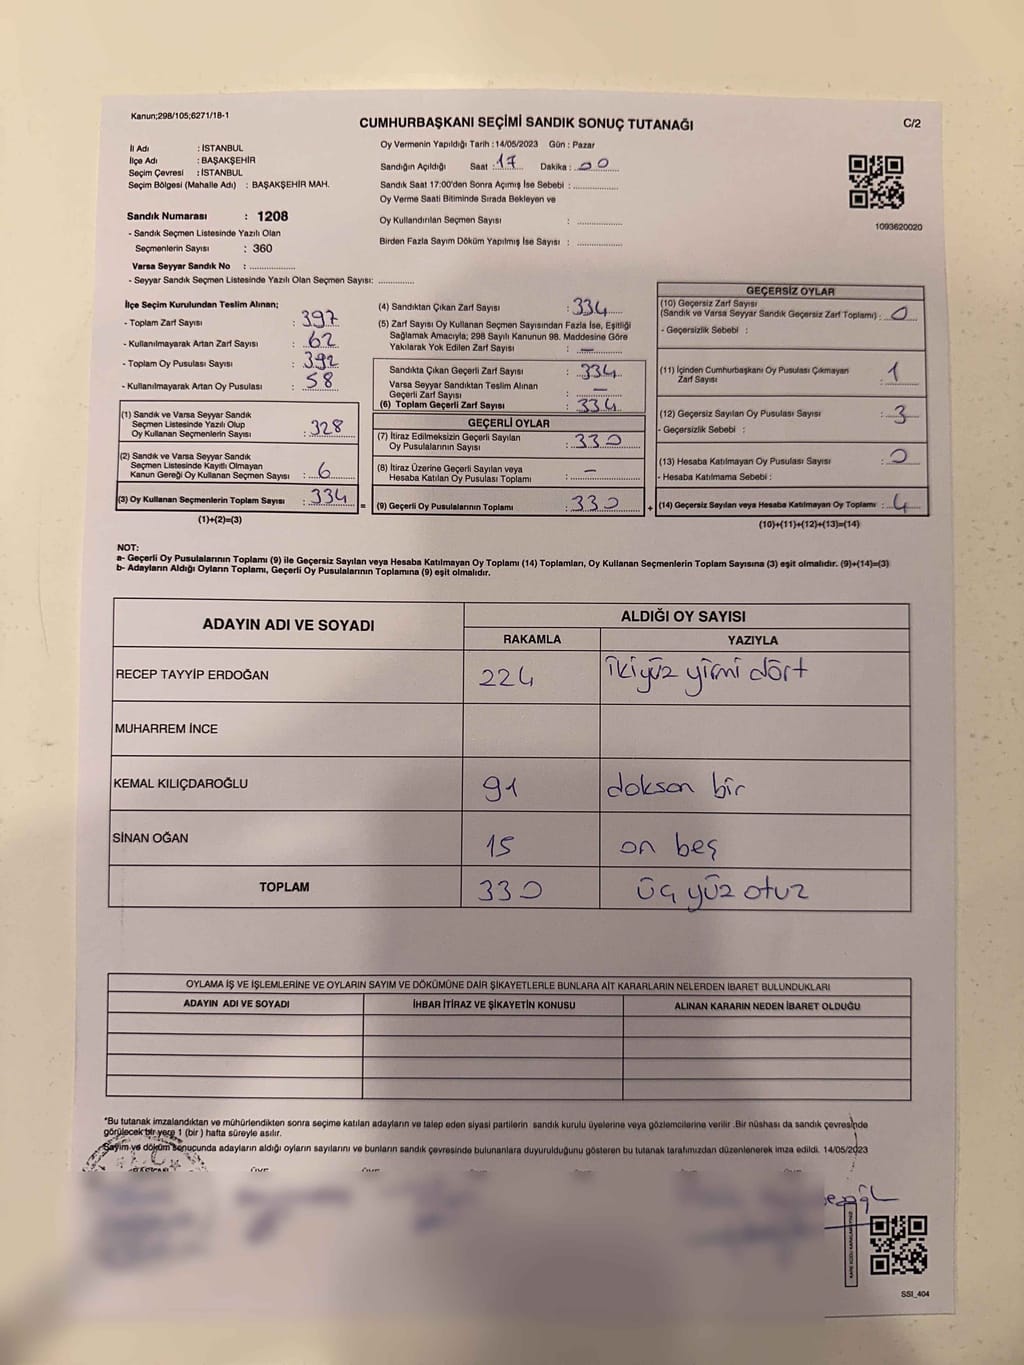 Kanun;298/105;6271/18-1
CUMHURBAŞKANI SEÇİMİ SANDIK SONUÇ TUTANAĞI
C/2
İl Adı : İSTANBUL
İlçe Adı : BAŞAKŞEHİR
Seçim Çevresi : İSTANBUL
Seçim Bölgesi (Mahalle Adı) : BAŞAKŞEHİR MAH.
Sandık Numarası : 1208
- Sandık Seçmen Listesinde Yazılı Olan
Seçmenlerin Sayısı : 360
Varsa Seyyar Sandık No : ................
- Seyyar Sandık Seçmen Listesinde Yazılı Olan Seçmen Sayısı: ............
Oy Vermenin Yapıldığı Tarih : 14/05/2023 Gün : Pazar
Sandığın Açıldığı Saat : 17 Dakika : 00
Sandık Saat 17:00'den Sonra Açımış İse Sebebi : ................
Oy Verme Saati Bitiminde Sırada Bekleyen ve
Oy Kullandırılan Seçmen Sayısı : ................
Birden Fazla Sayım Döküm Yapılmış İse Sayısı : ................
1093620020
İlçe Seçim Kurulundan Teslim Alınan;
- Toplam Zarf Sayısı : 397
- Kullanılmayarak Artan Zarf Sayısı : 62
- Toplam Oy Pusulası Sayısı : 392
- Kullanılmayarak Artan Oy Pusulası : 58
(1) Sandık ve Varsa Seyyar Sandık
Seçmen Listesinde Yazılı Olup
Oy Kullanan Seçmenlerin Sayısı : 328
(2) Sandık ve Varsa Seyyar Sandık
Seçmen Listesinde Kayıtlı Olmayan
Kanun Gereği Oy Kullanan Seçmen Sayısı : 6
(3) Oy Kullanan Seçmenlerin Toplam Sayısı : 334
(1)+(2)=(3)
(4) Sandıktan Çıkan Zarf Sayısı : 334
(5) Zarf Sayısı Oy Kullanan Seçmen Sayısından Fazla İse, Eşitliği
Sağlamak Amacıyla; 298 Sayılı Kanunun 98. Maddesine Göre
Yakılarak Yok Edilen Zarf Sayısı : —
Sandıkta Çıkan Geçerli Zarf Sayısı : 334
Varsa Seyyar Sandıktan Teslim Alınan
Geçerli Zarf Sayısı : —
(6) Toplam Geçerli Zarf Sayısı : 334
GEÇERLİ OYLAR
(7) İtiraz Edilmeksizin Geçerli Sayılan
Oy Pusulalarının Sayısı : 330
(8) İtiraz Üzerine Geçerli Sayılan veya
Hesaba Katılan Oy Pusulası Toplamı : —
= (9) Geçerli Oy Pusulalarının Toplamı : 330
GEÇERSİZ OYLAR
(10) Geçersiz Zarf Sayısı
(Sandık ve Varsa Seyyar Sandık Geçersiz Zarf Toplamı) : 0
- Geçersizlik Sebebi :
(11) İçinden Cumhurbaşkanı Oy Pusulası Çıkmayan
Zarf Sayısı : 1
(12) Geçersiz Sayılan Oy Pusulası Sayısı : 3
- Geçersizlik Sebebi :
(13) Hesaba Katılmayan Oy Pusulası Sayısı : 0
- Hesaba Katılmama Sebebi :
+ (14) Geçersiz Sayılan veya Hesaba Katılmayan Oy Toplamı : 4
(10)+(11)+(12)+(13)=(14)
NOT:
a- Geçerli Oy Pusulalarının Toplamı (9) ile Geçersiz Sayılan veya Hesaba Katılmayan Oy Toplamı (14) Toplamları, Oy Kullanan Seçmenlerin Toplam Sayısına (3) eşit olmalıdır. (9)+(14)=(3)
b- Adayların Aldığı Oyların Toplamı, Geçerli Oy Pusulalarının Toplamına (9) eşit olmalıdır.
ADAYIN ADI VE SOYADI
ALDIĞI OY SAYISI
RAKAMLA YAZIYLA
RECEP TAYYİP ERDOĞAN 224 ikiyüz yirmi dört
MUHARREM İNCE
KEMAL KILIÇDAROĞLU 91 doksan bir
SİNAN OĞAN 15 on beş
TOPLAM 330 üç yüz otuz
OYLAMA İŞ VE İŞLEMLERİNE VE OYLARIN SAYIM VE DÖKÜMÜNE DAİR ŞİKAYETLERLE BUNLARA AİT KARARLARIN NELERDEN İBARET BULUNDUKLARI
ADAYIN ADI VE SOYADI İHBAR İTİRAZ VE ŞİKAYETİN KONUSU ALINAN KARARIN NEDEN İBARET OLDUĞU
*Bu tutanak imzalandıktan ve mühürlendikten sonra seçime katılan adayların ve talep eden siyasi partilerin sandık kurulu üyelerine veya gözlemcilerine verilir .Bir nüshası da sandık çevresinde
görülecek bir yere 1 (bir ) hafta süreyle asılır.
Sayım ve döküm sonucunda adayların aldığı oyların sayılarını ve bunların sandık çevresinde bulunanlara duyurulduğunu gösteren bu tutanak tarafımızdan düzenlenerek imza edildi. 14/05/2023
SSI_404